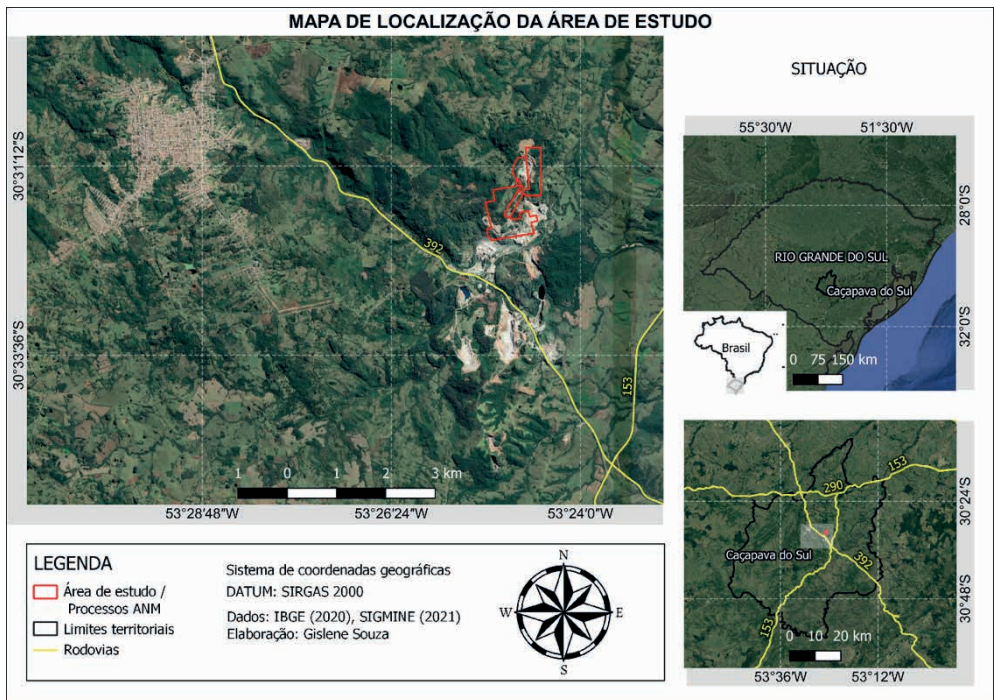 MAPA DE LOCALIZAÇÃO DA ÁREA DE ESTUDO
30°31'12"S
30°33'36"S
392
153
1 0 1 2 3 km
53°28'48"W 53°26'24"W 53°24'0"W
SITUAÇÃO
55°30'W 51°30'W
28°0'S
32°0'S
RIO GRANDE DO SUL
Caçapava do Sul
Brasil
0 75 150 km
153
290
30°24'S
30°48'S
Caçapava do Sul
392
153
0 10 20 km
53°36'W 53°12'W
LEGENDA
Área de estudo /
Processos ANM
Limites territoriais
Rodovias
Sistema de coordenadas geográficas
DATUM: SIRGAS 2000
Dados: IBGE (2020), SIGMINE (2021)
Elaboração: Gislene Souza
N
W E
S